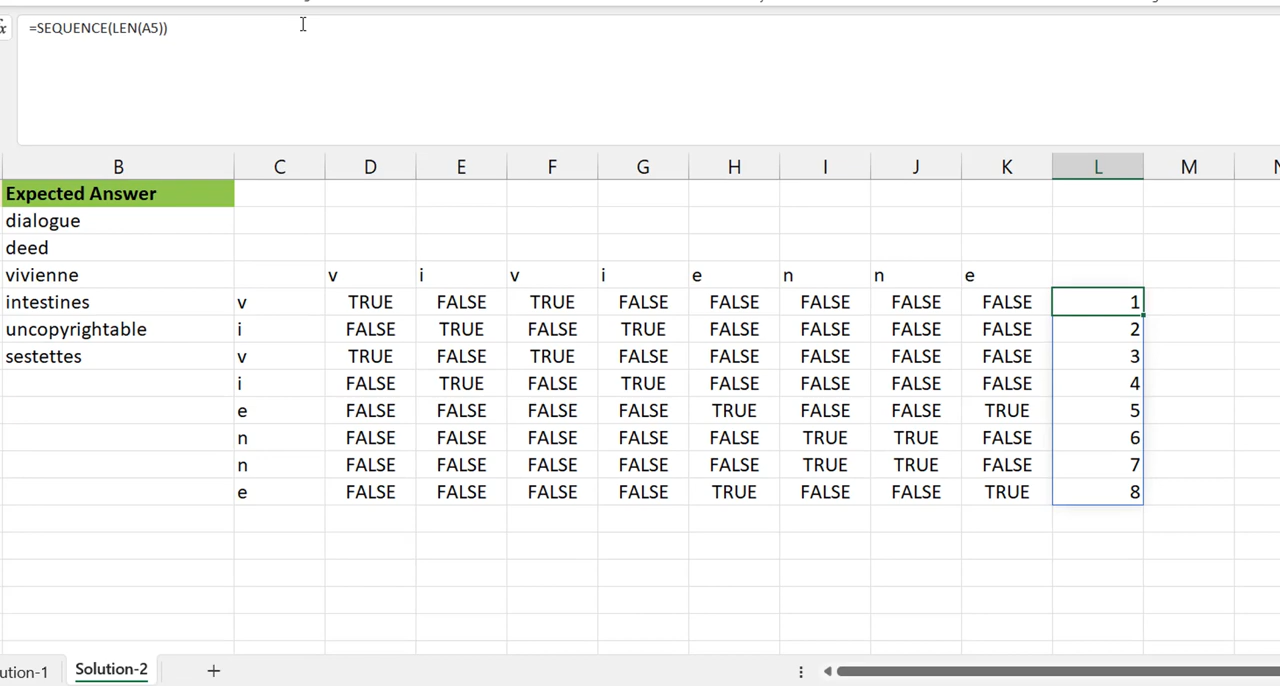 fx =SEQUENCE(LEN(A5))
B C D E F G H I J K L M N
Expected Answer
dialogue
deed
vivienne v i v i e n n e
intestines v TRUE FALSE TRUE FALSE FALSE FALSE FALSE FALSE 1
uncopyrightable i FALSE TRUE FALSE TRUE FALSE FALSE FALSE FALSE 2
sestettes v TRUE FALSE TRUE FALSE FALSE FALSE FALSE FALSE 3
i FALSE TRUE FALSE TRUE FALSE FALSE FALSE FALSE 4
e FALSE FALSE FALSE FALSE TRUE FALSE FALSE TRUE 5
n FALSE FALSE FALSE FALSE FALSE TRUE TRUE FALSE 6
n FALSE FALSE FALSE FALSE FALSE TRUE TRUE FALSE 7
e FALSE FALSE FALSE FALSE TRUE FALSE FALSE TRUE 8
ution-1 Solution-2 +